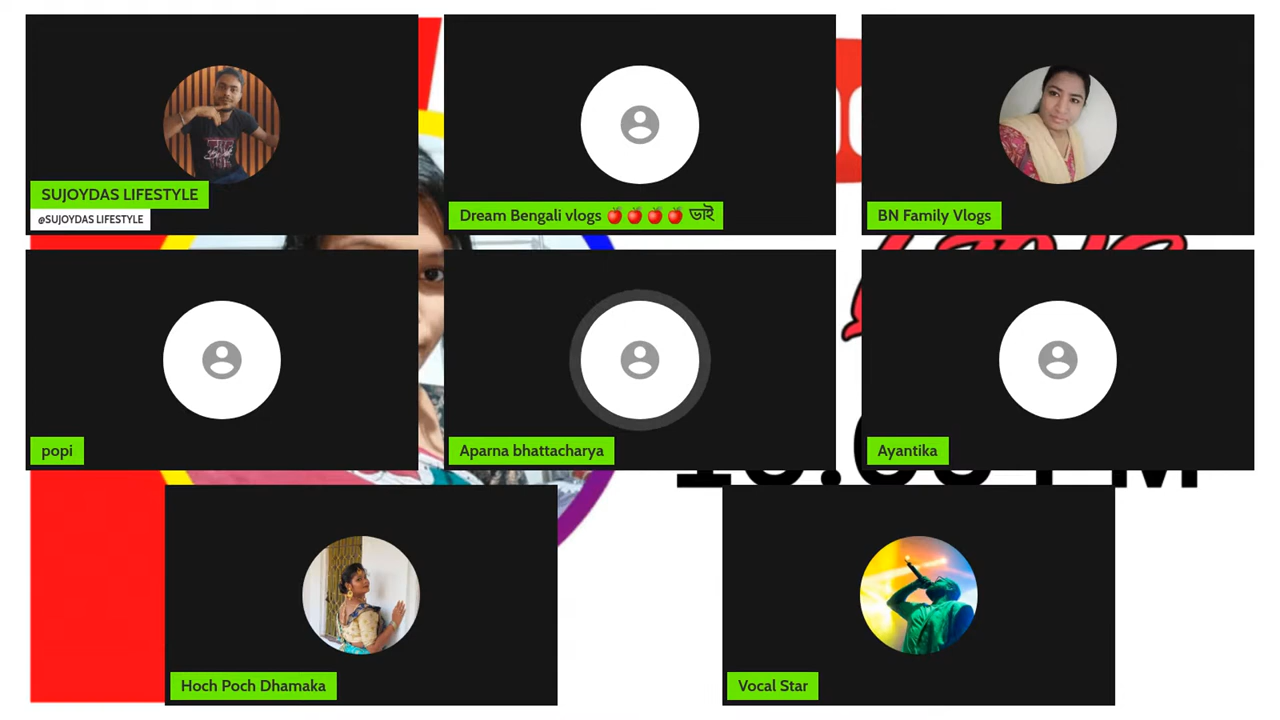 SUJOYDAS LIFESTYLE
@SUJOYDAS LIFESTYLE
Dream Bengali vlogs 🍎🍎🍎🍎 ভাই
BN Family Vlogs
popi
Aparna bhattacharya
Ayantika
Hoch Poch Dhamaka
Vocal Star